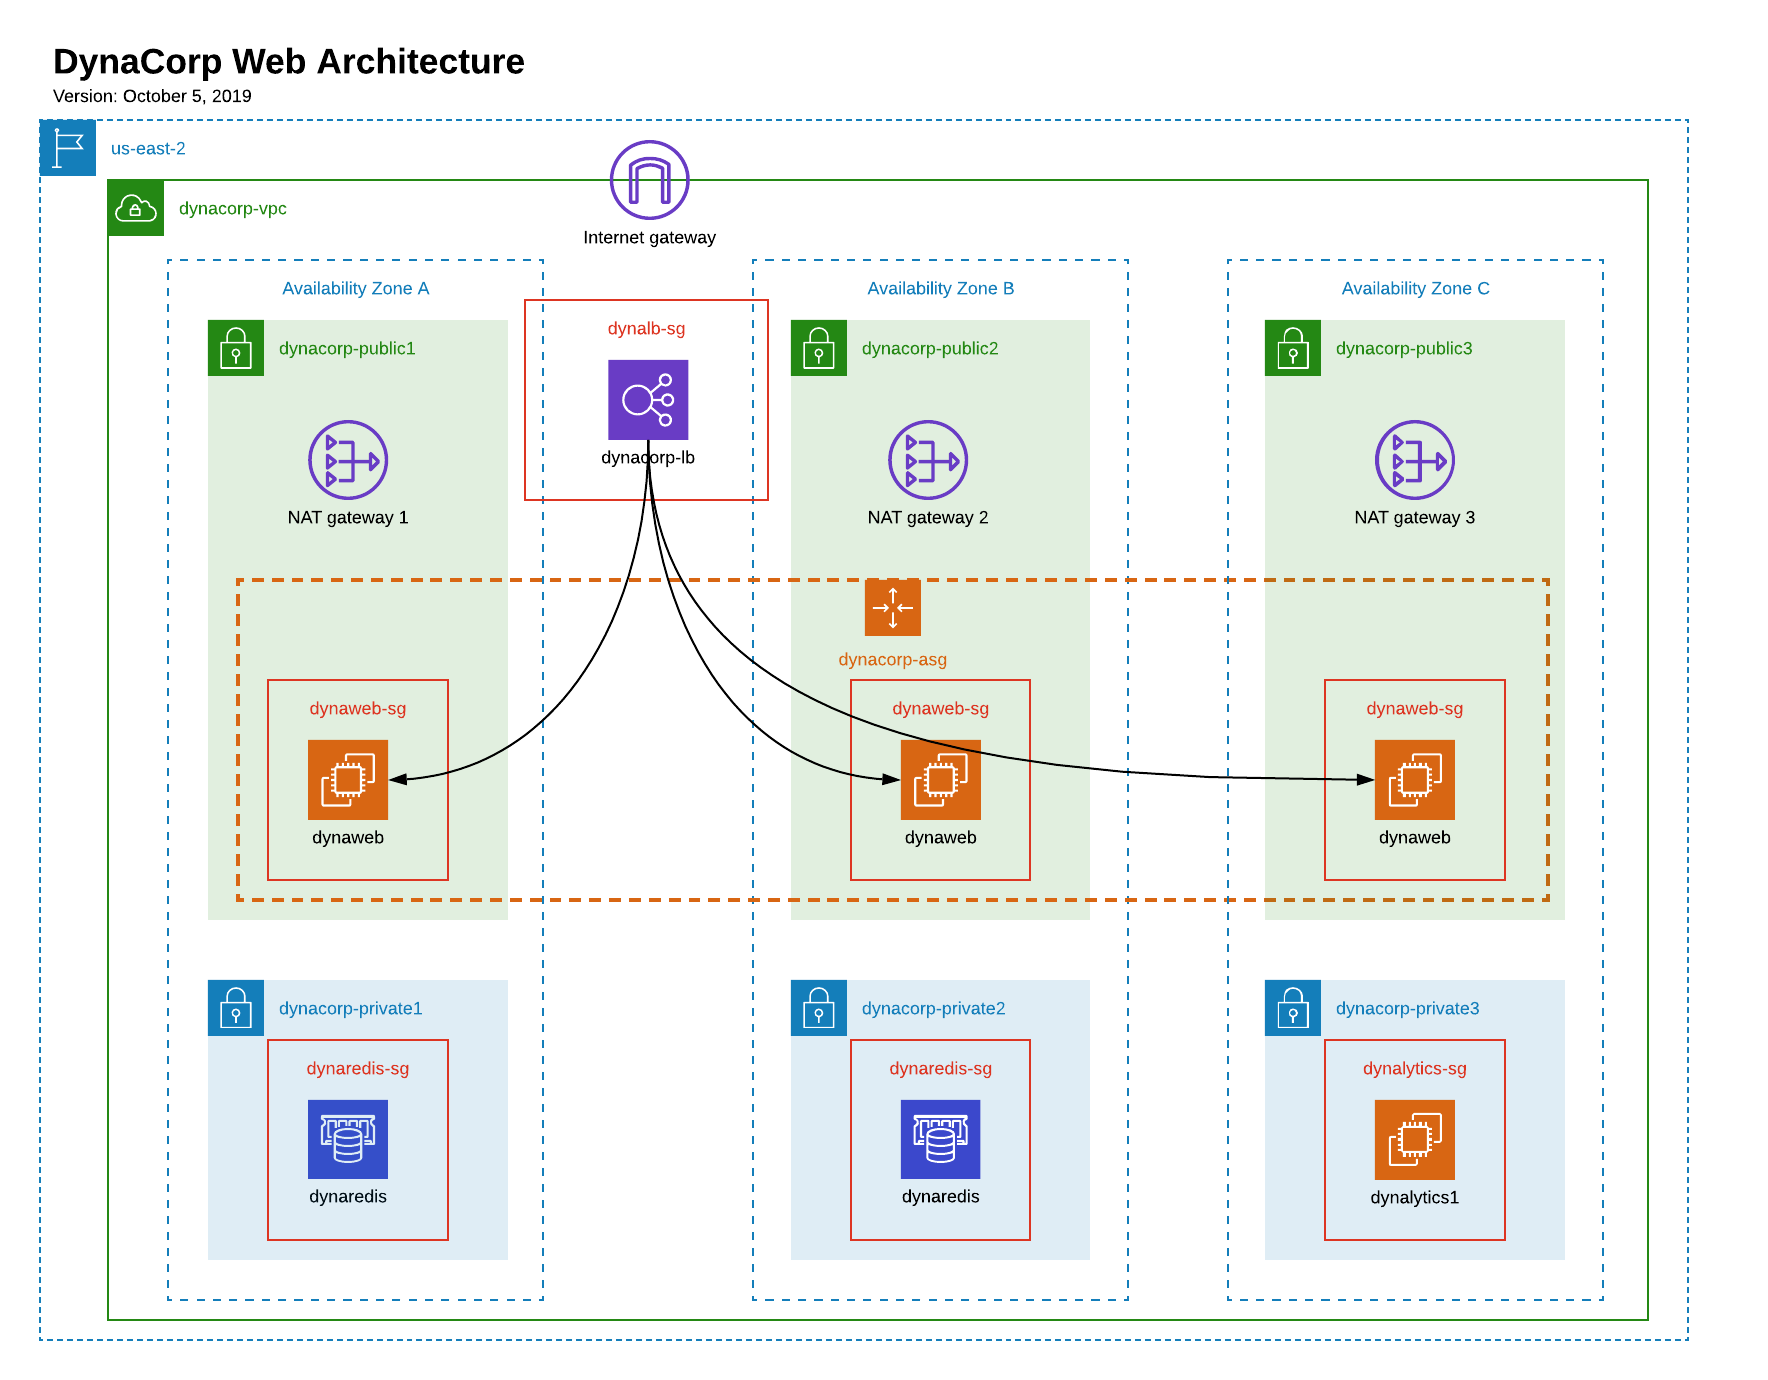 DynaCorp Web Architecture
Version: October 5, 2019
us-east-2
dynacorp-vpc
Internet gateway
Availability Zone A
Availability Zone B
Availability Zone C
dynalb-sg
dynacorp-public1
dynacorp-public2
dynacorp-public3
dynacorp-lb
NAT gateway 1
NAT gateway 2
NAT gateway 3
dynacorp-asg
dynaweb-sg
dynaweb-sg
dynaweb-sg
dynaweb
dynaweb
dynaweb
dynacorp-private1
dynacorp-private2
dynacorp-private3
dynaredis-sg
dynaredis-sg
dynalytics-sg
dynaredis
dynaredis
dynalytics1